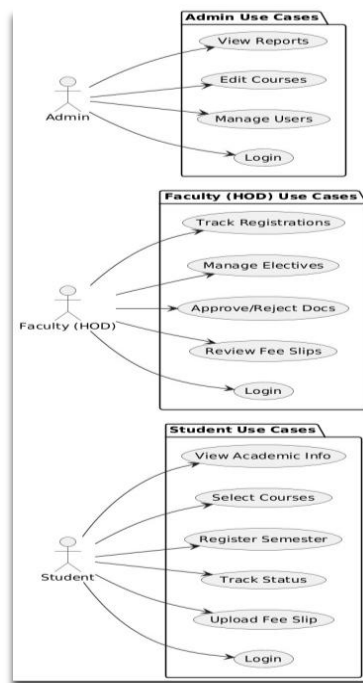 Admin Use Cases
View Reports
Edit Courses
Manage Users
Login
Admin
Faculty (HOD) Use Cases
Track Registrations
Manage Electives
Approve/Reject Docs
Review Fee Slips
Login
Faculty (HOD)
Student Use Cases
View Academic Info
Select Courses
Register Semester
Track Status
Upload Fee Slip
Login
Student